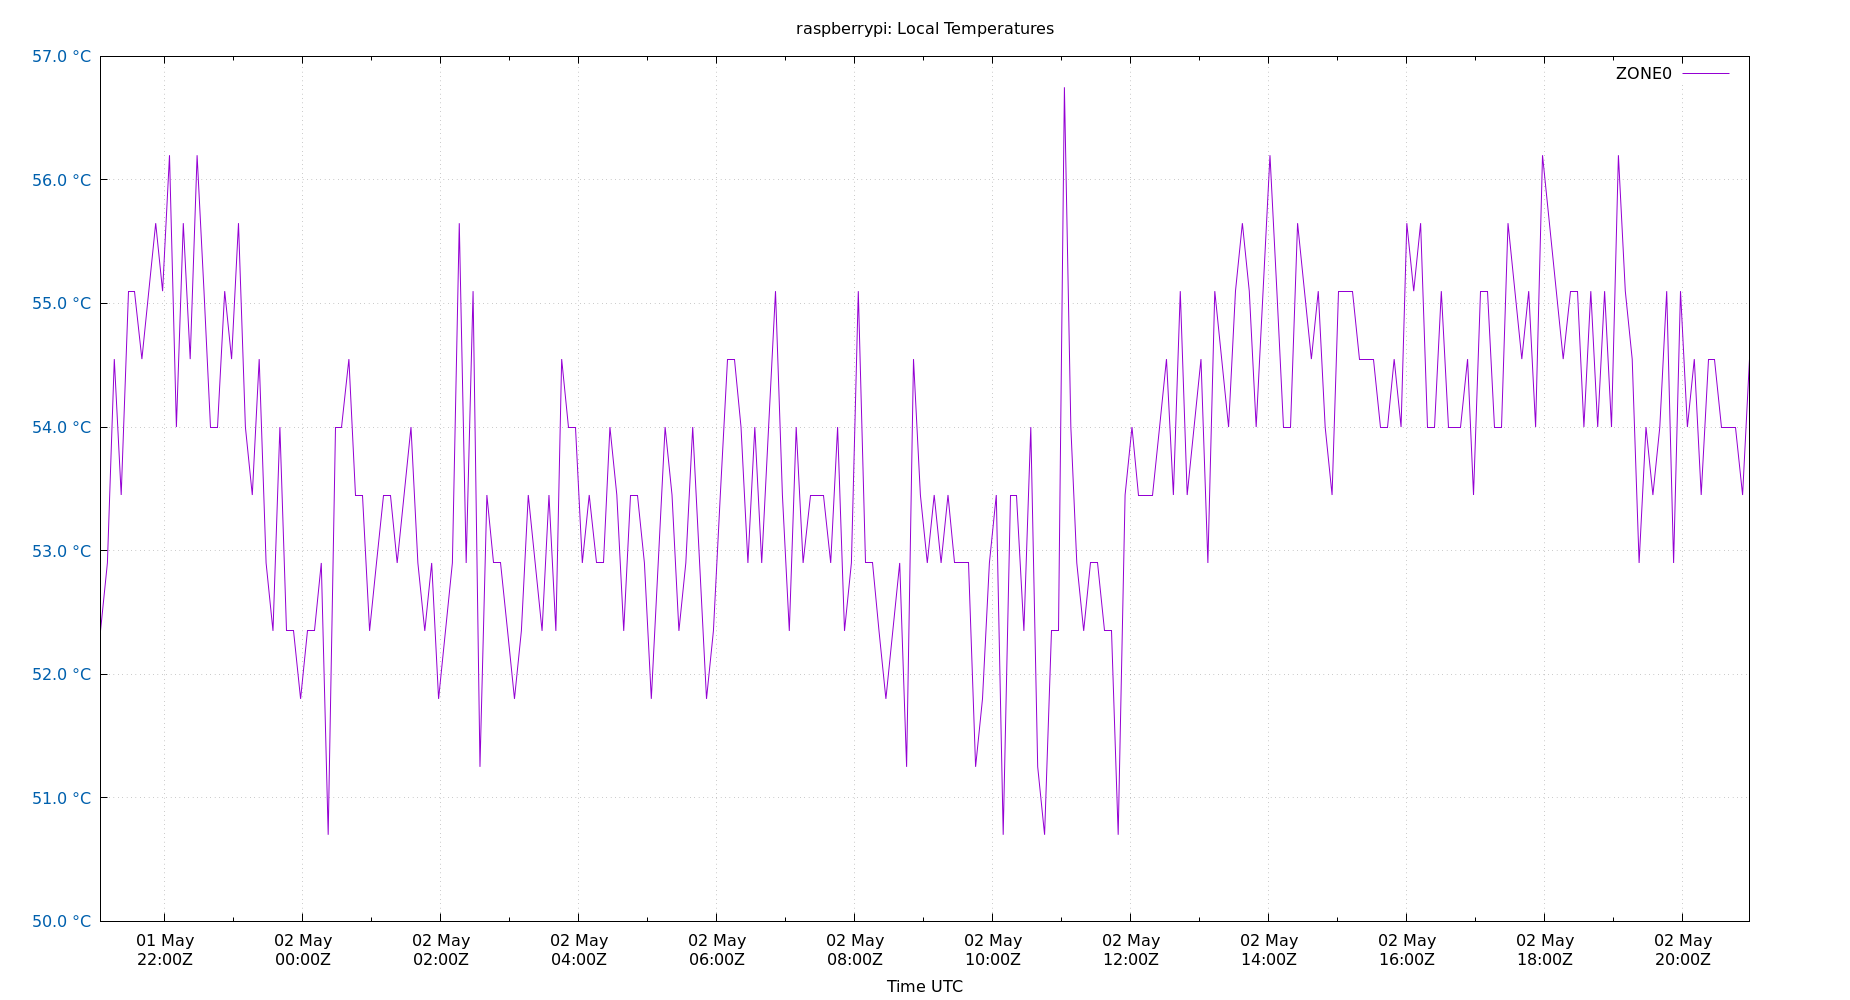 raspberrypi: Local Temperatures
57.0 °C
ZONE0
56.0 °C
55.0 °C
54.0 °C
53.0 °C
52.0 °C
51.0 °C
50.0 °C
01 May 02 May 02 May 02 May 02 May 02 May 02 May 02 May 02 May 02 May 02 May 02 May
22:00Z 00:00Z 02:00Z 04:00Z 06:00Z 08:00Z 10:00Z 12:00Z 14:00Z 16:00Z 18:00Z 20:00Z
Time UTC